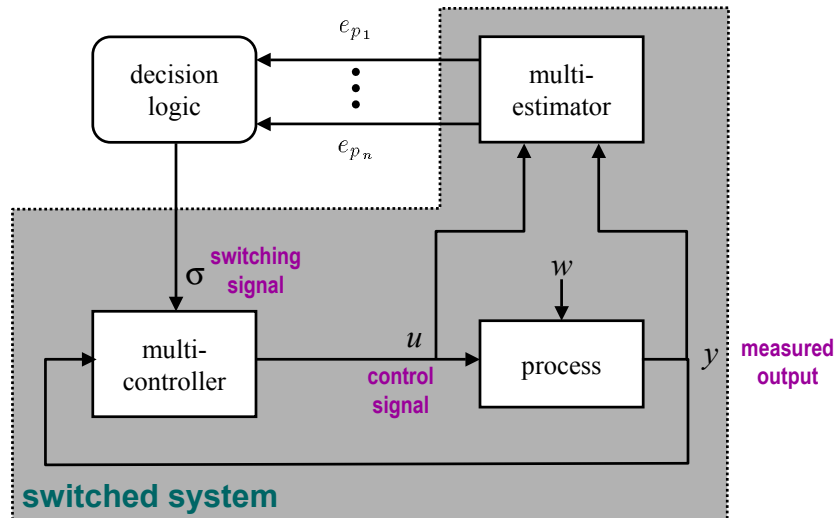 e_{p_1}
decision
logic
multi-
estimator
e_{p_n}
σ
switching
signal
w
multi-
controller
u
control
signal
process
y
measured
output
switched system